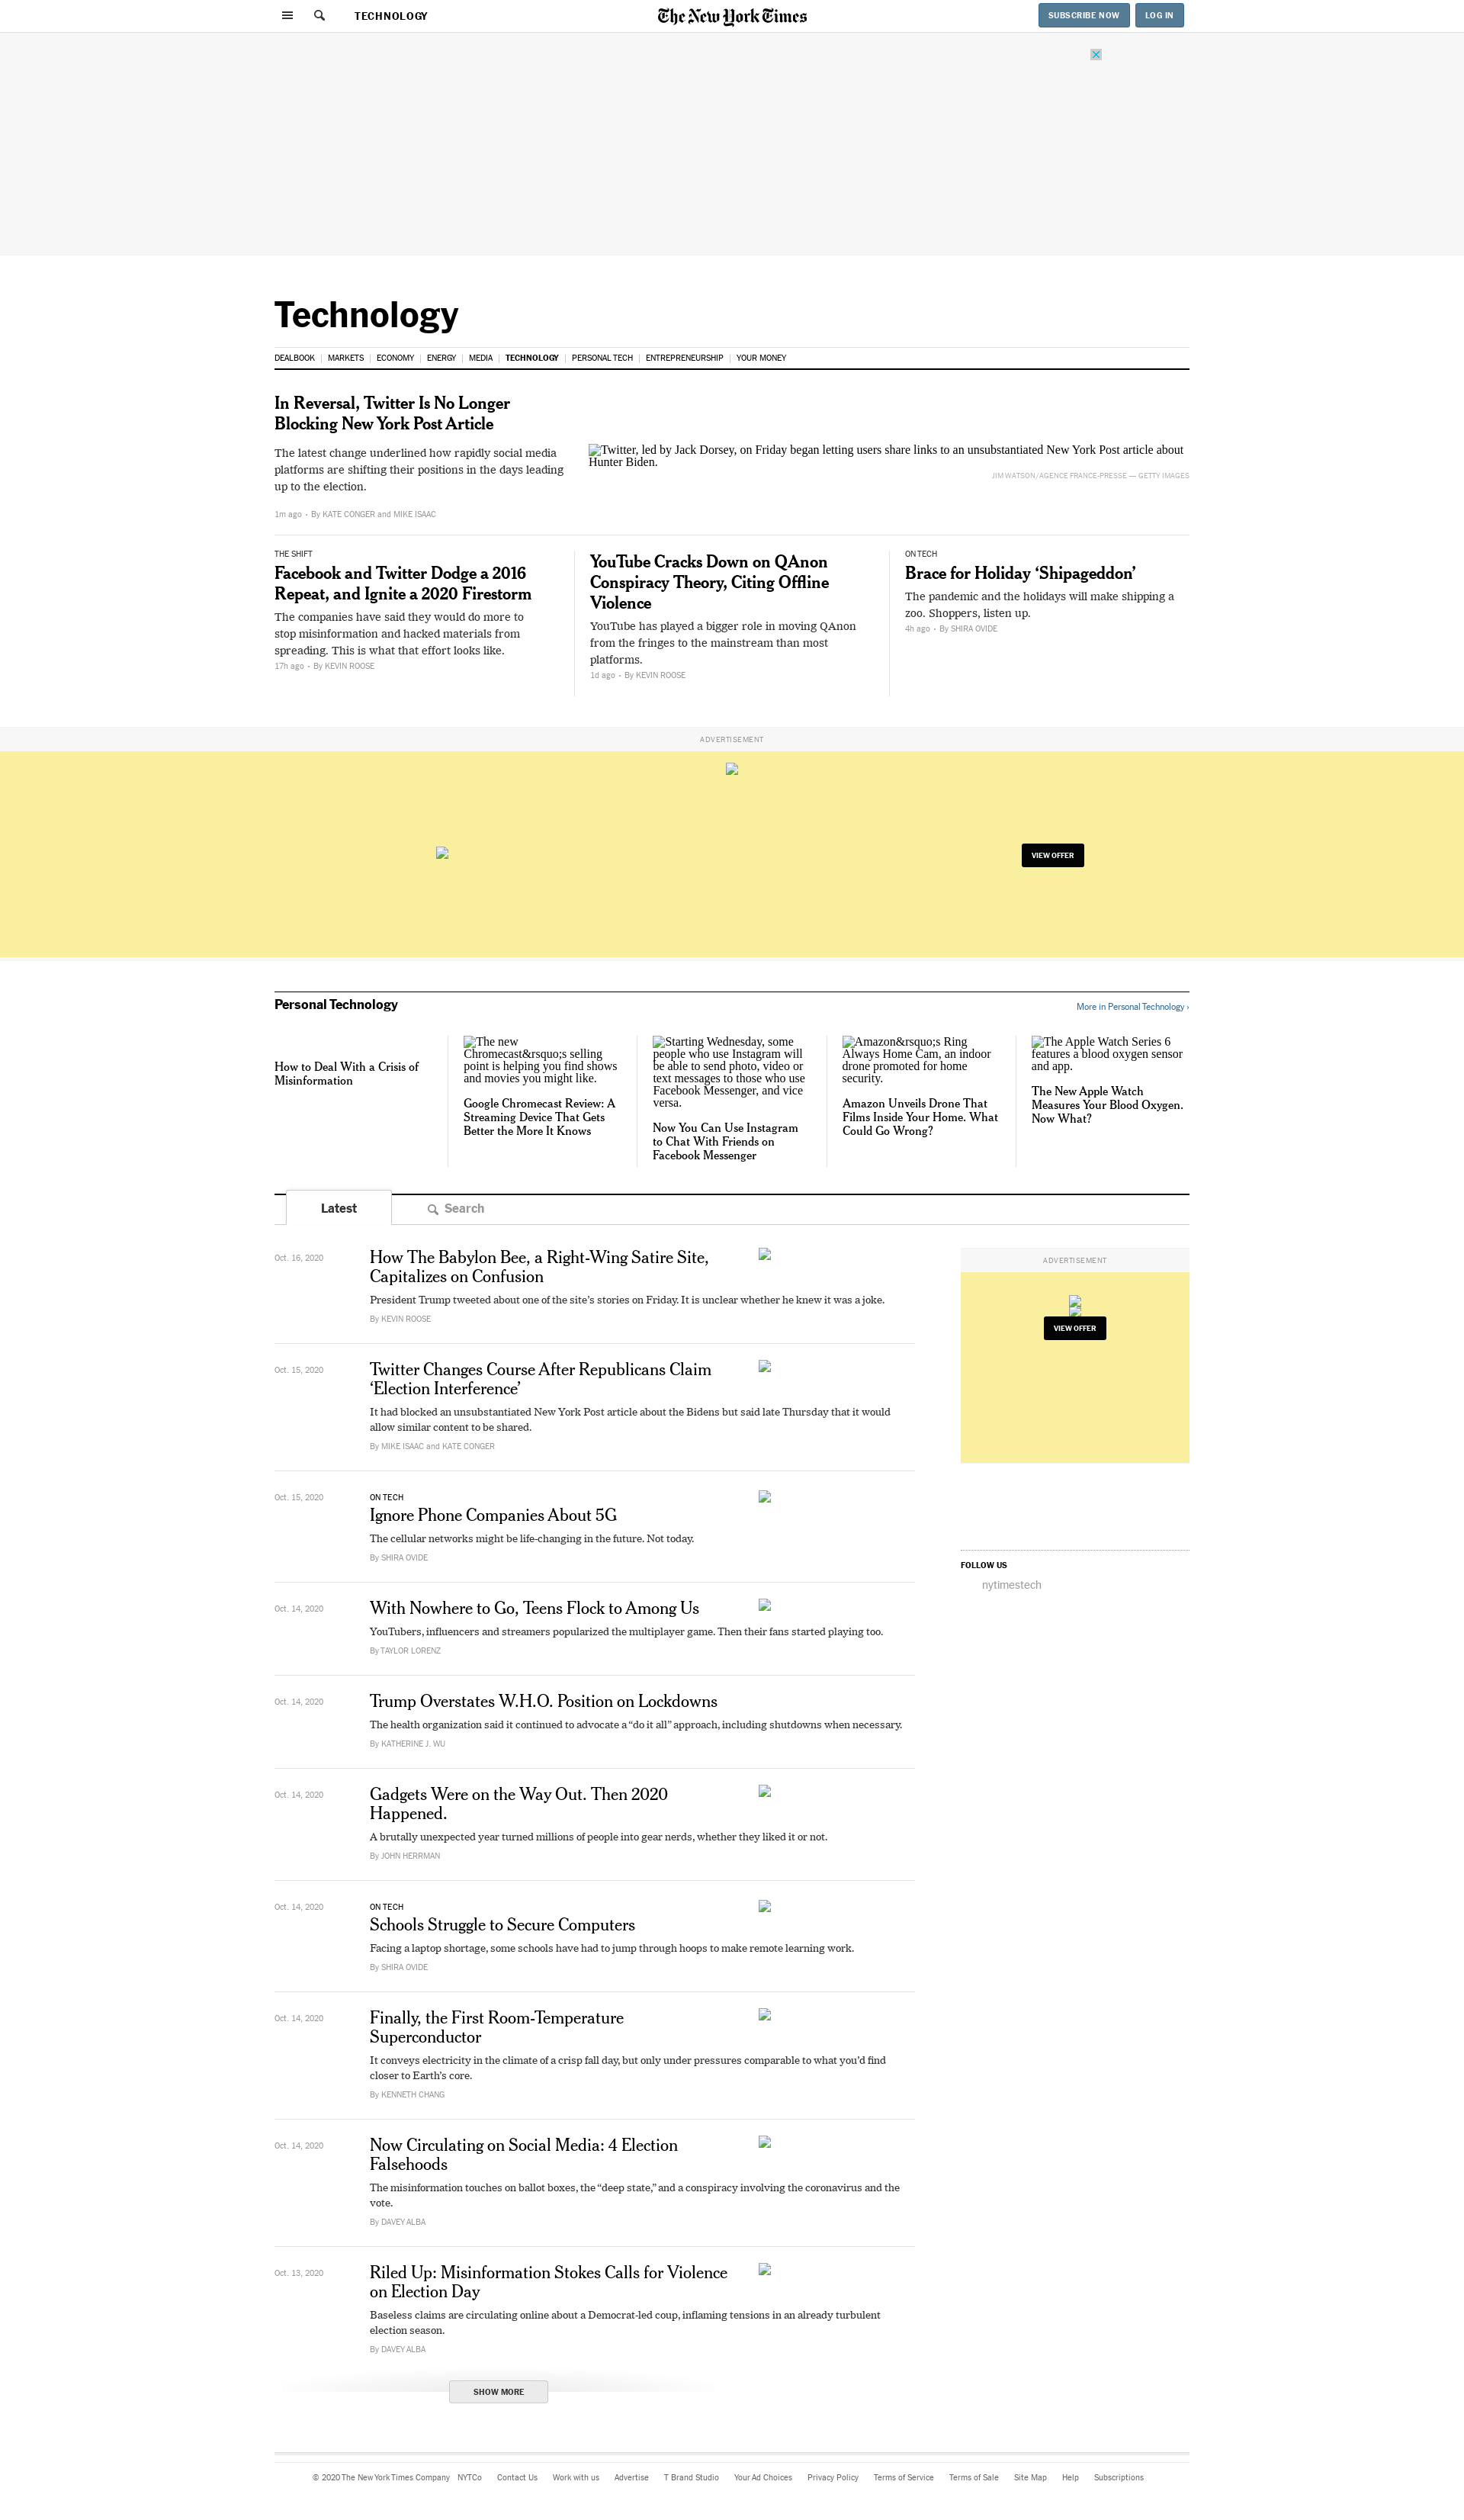 TECHNOLOGY
The New York Times
SUBSCRIBE NOW
LOG IN
Technology
DEALBOOK MARKETS ECONOMY ENERGY MEDIA TECHNOLOGY PERSONAL TECH ENTREPRENEURSHIP YOUR MONEY
In Reversal, Twitter Is No Longer
Blocking New York Post Article
The latest change underlined how rapidly social media
platforms are shifting their positions in the days leading
up to the election.
1m ago • By KATE CONGER and MIKE ISAAC
Twitter, led by Jack Dorsey, on Friday began letting users share links to an unsubstantiated New York Post article about
Hunter Biden.
JIM WATSON/AGENCE FRANCE-PRESSE — GETTY IMAGES
THE SHIFT
Facebook and Twitter Dodge a 2016
Repeat, and Ignite a 2020 Firestorm
The companies have said they would do more to
stop misinformation and hacked materials from
spreading. This is what that effort looks like.
17h ago • By KEVIN ROOSE
YouTube Cracks Down on QAnon
Conspiracy Theory, Citing Offline
Violence
YouTube has played a bigger role in moving QAnon
from the fringes to the mainstream than most
platforms.
1d ago • By KEVIN ROOSE
ON TECH
Brace for Holiday ‘Shipageddon’
The pandemic and the holidays will make shipping a
zoo. Shoppers, listen up.
4h ago • By SHIRA OVIDE
ADVERTISEMENT
VIEW OFFER
Personal Technology
More in Personal Technology ›
How to Deal With a Crisis of
Misinformation
The new
Chromecast&rsquo;s selling
point is helping you find shows
and movies you might like.
Google Chromecast Review: A
Streaming Device That Gets
Better the More It Knows
Starting Wednesday, some
people who use Instagram will
be able to send photo, video or
text messages to those who use
Facebook Messenger, and vice
versa.
Now You Can Use Instagram
to Chat With Friends on
Facebook Messenger
Amazon&rsquo;s Ring
Always Home Cam, an indoor
drone promoted for home
security.
Amazon Unveils Drone That
Films Inside Your Home. What
Could Go Wrong?
The Apple Watch Series 6
features a blood oxygen sensor
and app.
The New Apple Watch
Measures Your Blood Oxygen.
Now What?
Latest
Search
Oct. 16, 2020
How The Babylon Bee, a Right-Wing Satire Site,
Capitalizes on Confusion
President Trump tweeted about one of the site’s stories on Friday. It is unclear whether he knew it was a joke.
By KEVIN ROOSE
Oct. 15, 2020
Twitter Changes Course After Republicans Claim
‘Election Interference’
It had blocked an unsubstantiated New York Post article about the Bidens but said late Thursday that it would
allow similar content to be shared.
By MIKE ISAAC and KATE CONGER
Oct. 15, 2020
ON TECH
Ignore Phone Companies About 5G
The cellular networks might be life-changing in the future. Not today.
By SHIRA OVIDE
Oct. 14, 2020
With Nowhere to Go, Teens Flock to Among Us
YouTubers, influencers and streamers popularized the multiplayer game. Then their fans started playing too.
By TAYLOR LORENZ
Oct. 14, 2020
Trump Overstates W.H.O. Position on Lockdowns
The health organization said it continued to advocate a “do it all” approach, including shutdowns when necessary.
By KATHERINE J. WU
Oct. 14, 2020
Gadgets Were on the Way Out. Then 2020
Happened.
A brutally unexpected year turned millions of people into gear nerds, whether they liked it or not.
By JOHN HERRMAN
Oct. 14, 2020
ON TECH
Schools Struggle to Secure Computers
Facing a laptop shortage, some schools have had to jump through hoops to make remote learning work.
By SHIRA OVIDE
Oct. 14, 2020
Finally, the First Room-Temperature
Superconductor
It conveys electricity in the climate of a crisp fall day, but only under pressures comparable to what you’d find
closer to Earth’s core.
By KENNETH CHANG
Oct. 14, 2020
Now Circulating on Social Media: 4 Election
Falsehoods
The misinformation touches on ballot boxes, the “deep state,” and a conspiracy involving the coronavirus and the
vote.
By DAVEY ALBA
Oct. 13, 2020
Riled Up: Misinformation Stokes Calls for Violence
on Election Day
Baseless claims are circulating online about a Democrat-led coup, inflaming tensions in an already turbulent
election season.
By DAVEY ALBA
SHOW MORE
ADVERTISEMENT
VIEW OFFER
FOLLOW US
nytimestech
© 2020 The New York Times Company NYTCo Contact Us Work with us Advertise T Brand Studio Your Ad Choices Privacy Policy Terms of Service Terms of Sale Site Map Help Subscriptions